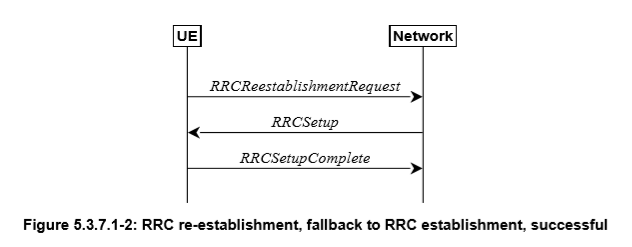 UE
Network
RRCReestablishmentRequest
RRCSetup
RRCSetupComplete
Figure 5.3.7.1-2: RRC re-establishment, fallback to RRC establishment, successful